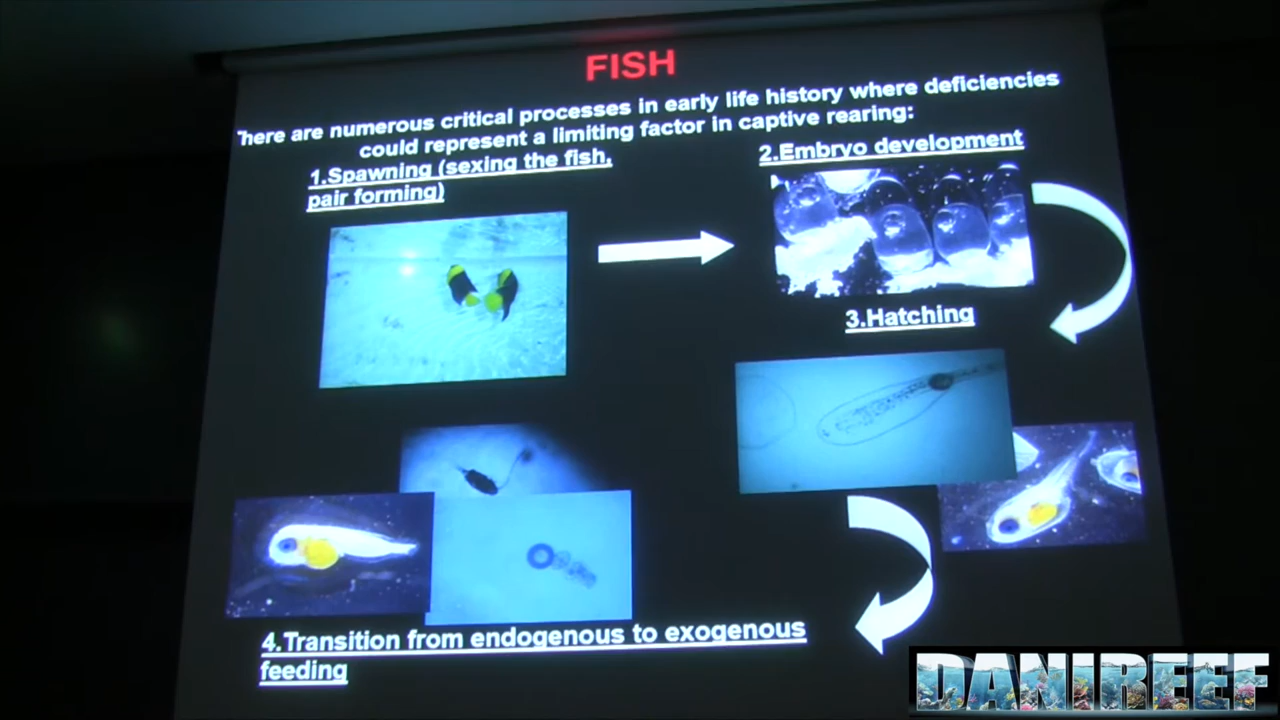 FISH
There are numerous critical processes in early life history where deficiencies
could represent a limiting factor in captive rearing:
1.Spawning (sexing the fish,
pair forming)
2.Embryo development
3.Hatching
4.Transition from endogenous to exogenous
feeding
DANIREEF